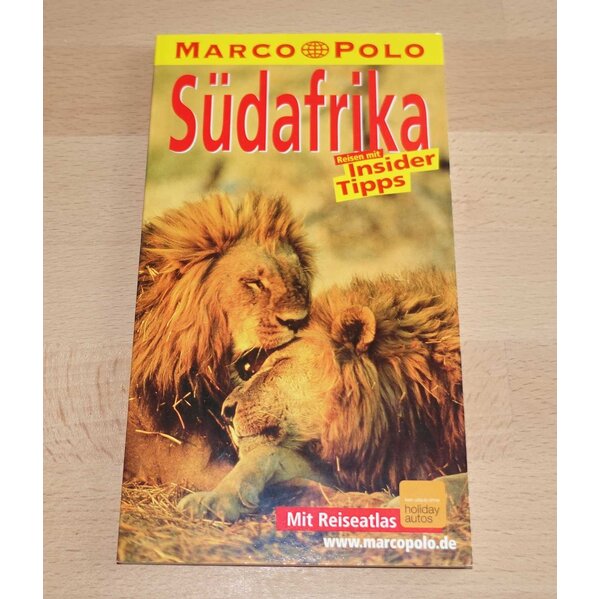 MARCO POLO
Südafrika
Reisen mit
Insider
Tipps
Mit Reiseatlas
holiday
autos
www.marcopolo.de